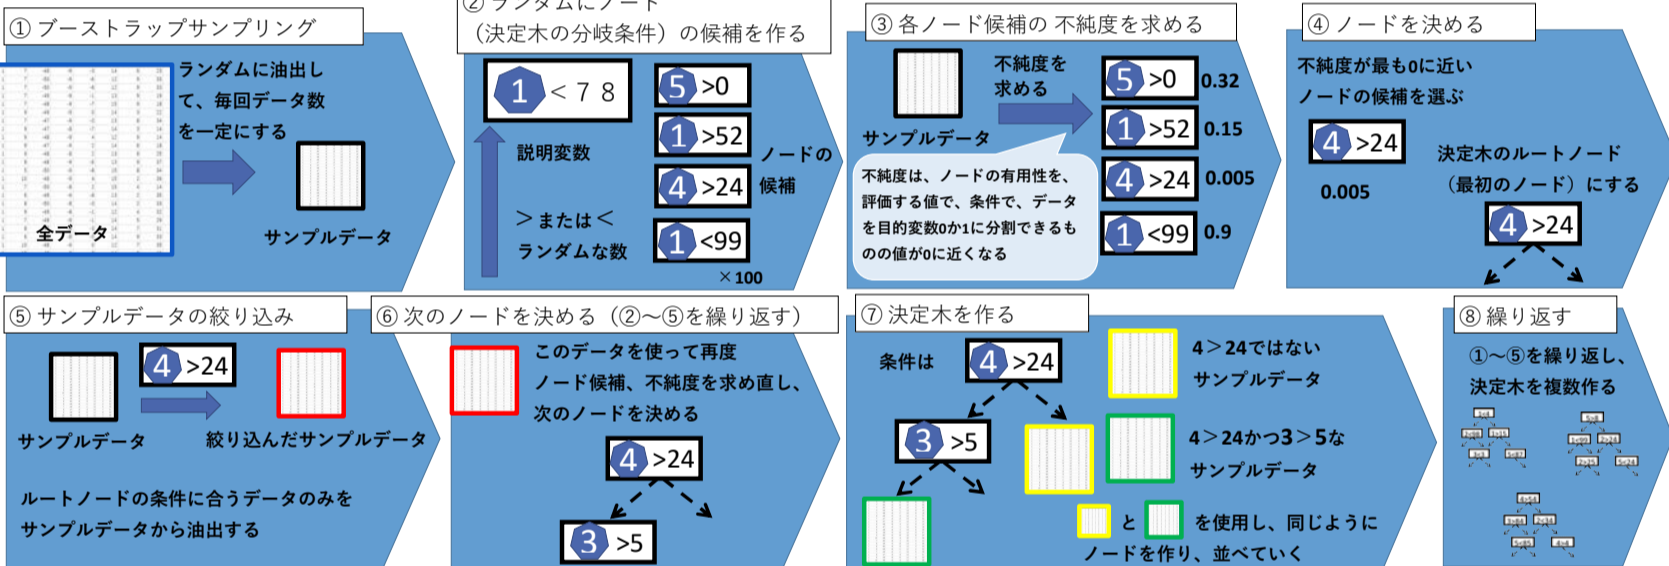 ① ブーストラップサンプリング
ランダムに油出し
て、毎回データ数
を一定にする
全データ
サンプルデータ
② ランダムにノード
（決定木の分岐条件）の候補を作る
1 ＜７８
説明変数
＞または＜
ランダムな数
5 >0
1 >52
4 >24
1 <99
ノードの
候補
×100
③ 各ノード候補の 不純度を求める
サンプルデータ
不純度を
求める
5 >0 0.32
1 >52 0.15
4 >24 0.005
1 <99 0.9
不純度は、ノードの有用性を、
評価する値で、条件で、データ
を目的変数0か1に分割できるも
のの値が0に近くなる
④ ノードを決める
不純度が最も0に近い
ノードの候補を選ぶ
4 >24
0.005
決定木のルートノード
（最初のノード）にする
4 >24
⑤ サンプルデータの絞り込み
4 >24
サンプルデータ
絞り込んだサンプルデータ
ルートノードの条件に合うデータのみを
サンプルデータから油出する
⑥ 次のノードを決める（②～⑤を繰り返す）
このデータを使って再度
ノード候補、不純度を求め直し、
次のノードを決める
4 >24
3 >5
⑦ 決定木を作る
条件は
4 >24
3 >5
4＞24ではない
サンプルデータ
4＞24かつ3＞5な
サンプルデータ
と を使用し、同じように
ノードを作り、並べていく
⑧ 繰り返す
①～⑤を繰り返し、
決定木を複数作る